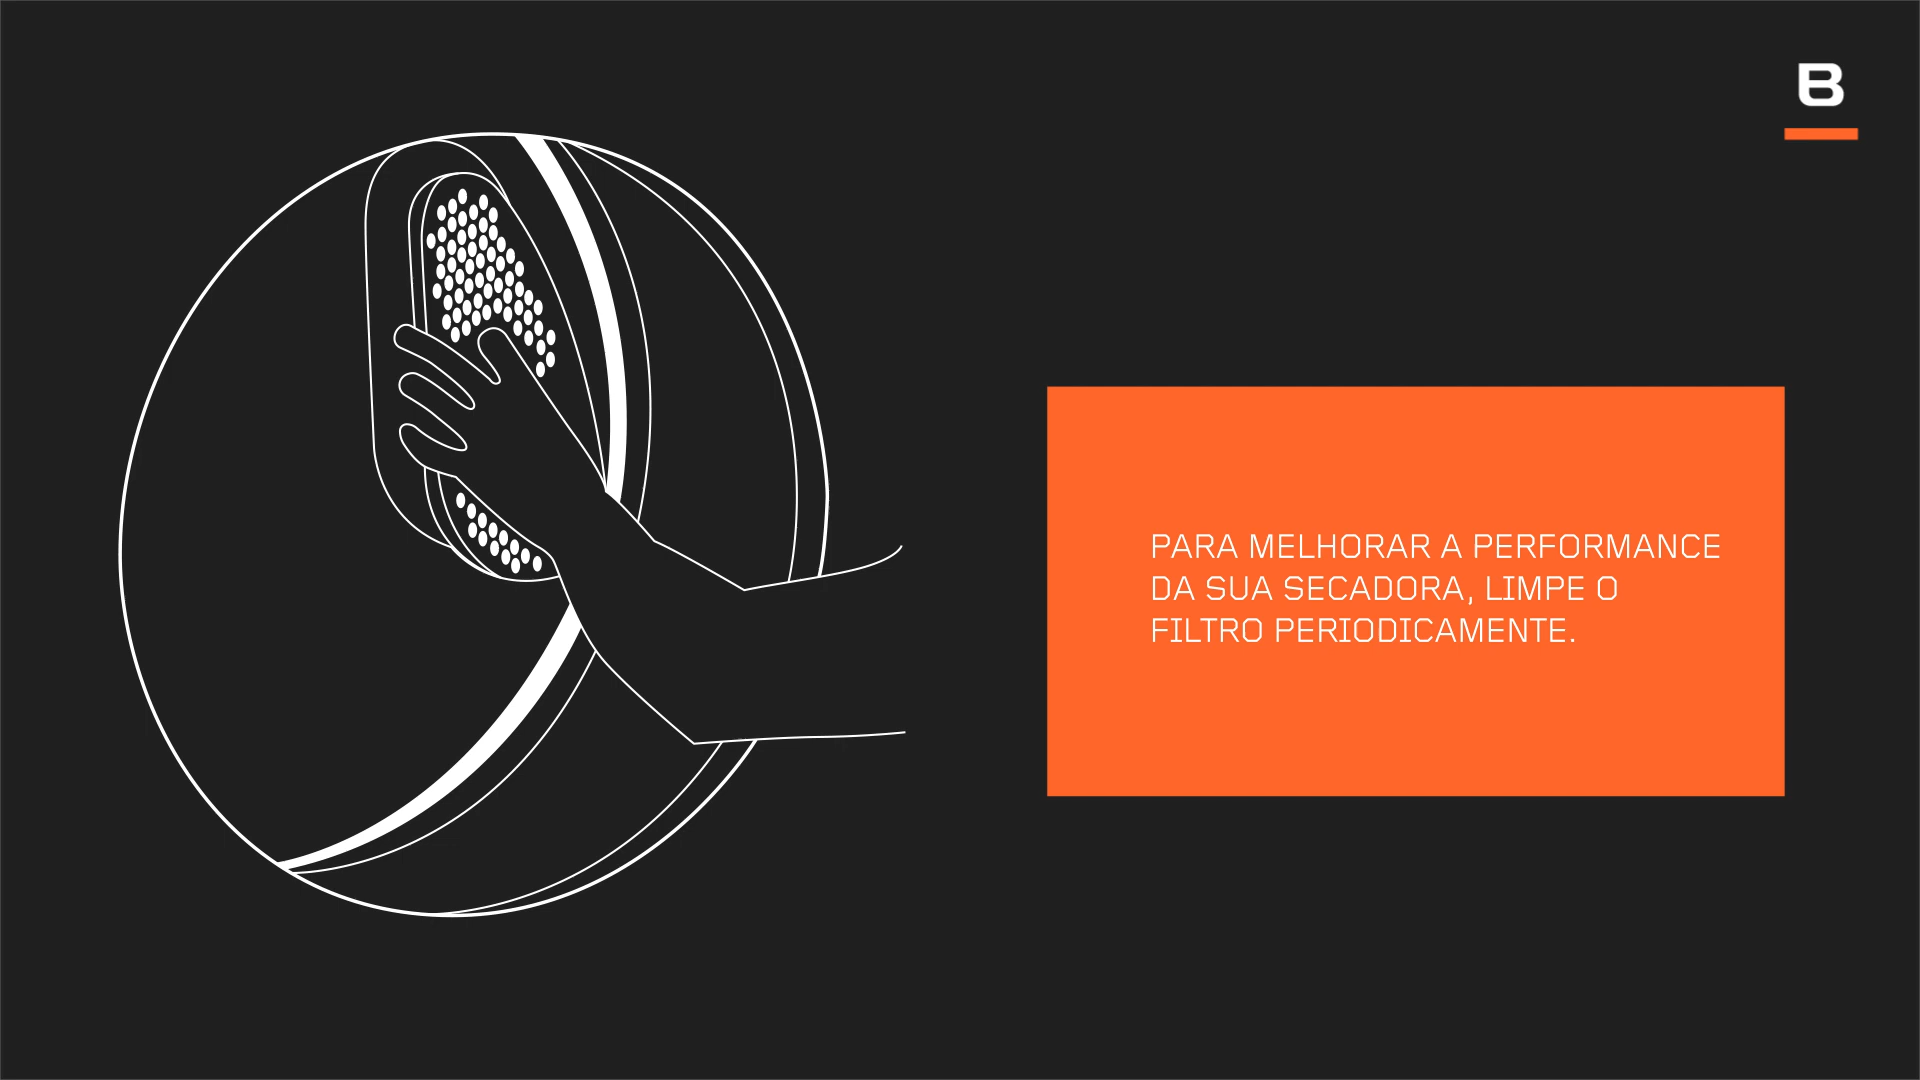 B
PARA MELHORAR A PERFORMANCE
DA SUA SECADORA, LIMPE O
FILTRO PERIODICAMENTE.